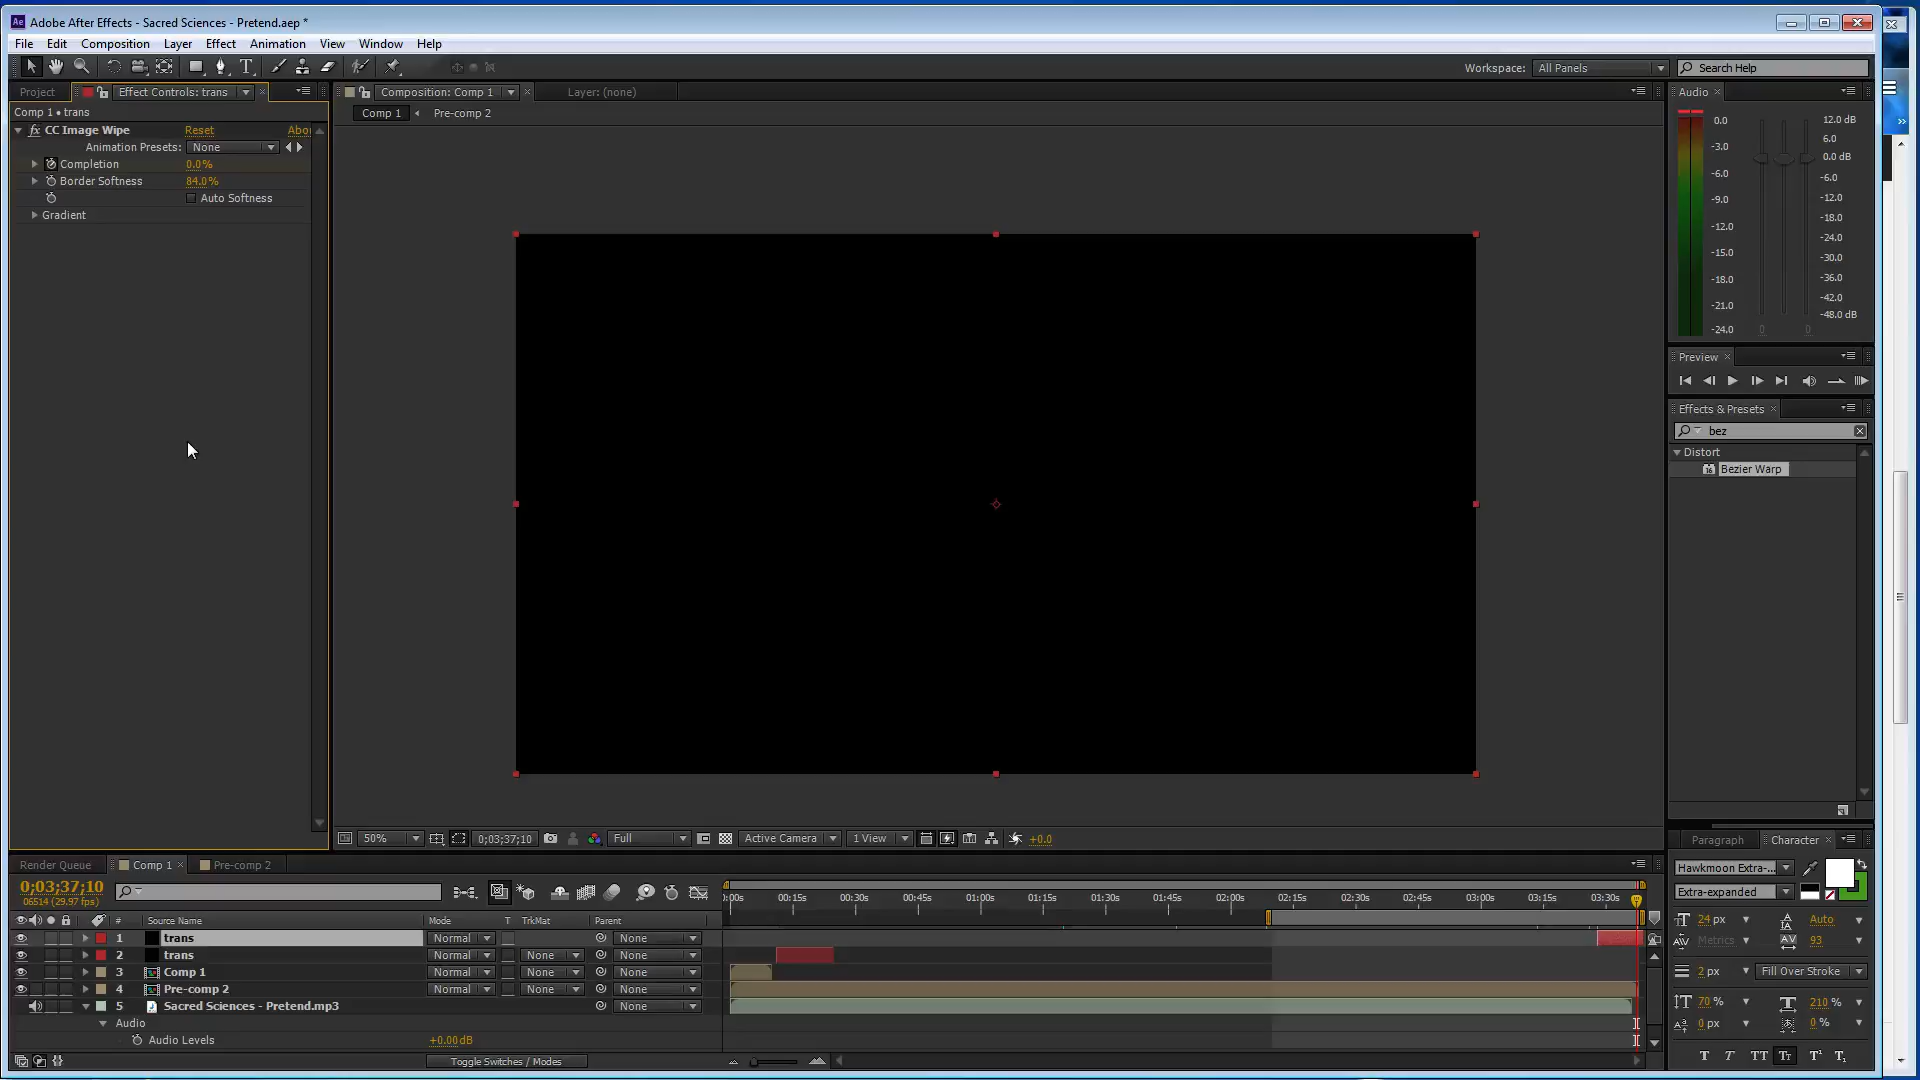 Ae Adobe After Effects - Sacred Sciences - Pretend.aep *
File Edit Composition Layer Effect Animation View Window Help
Workspace: All Panels Search Help
Project Effect Controls: trans
Comp 1 • trans
fx CC Image Wipe Reset Abo
Animation Presets: None
Completion 0.0%
Border Softness 84.0%
Auto Softness
Gradient
Composition: Comp 1 Layer: (none)
Comp 1 Pre-comp 2
50% 0;03;37;10 Full Active Camera 1 View +0.0
Audio
0.0
-3.0
-6.0
-9.0
-12.0
-15.0
-18.0
-21.0
-24.0
12.0 dB
6.0
0.0 dB
-6.0
-12.0
-18.0
-24.0
-30.0
-36.0
-42.0
-48.0 dB
0 0
Preview
Effects & Presets
bez
Distort
Bezier Warp
Paragraph Character
Hawkmoon Extra-...
Extra-expanded
24 px Auto
Metrics 93
2 px Fill Over Stroke
70 % 210 %
0 px 0 %
T T TT Tt T¹ T₁
Render Queue Comp 1 Pre-comp 2
0;03;37;10
06514 (29.97 fps)
:00s 00:15s 00:30s 00:45s 01:00s 01:15s 01:30s 01:45s 02:00s 02:15s 02:30s 02:45s 03:00s 03:15s 03:30s
# Source Name Mode T TrkMat Parent
1 trans Normal None
2 trans Normal None None
3 Comp 1 Normal None None
4 Pre-comp 2 Normal None None
5 Sacred Sciences - Pretend.mp3 None
Audio
Audio Levels +0.00dB
Toggle Switches / Modes